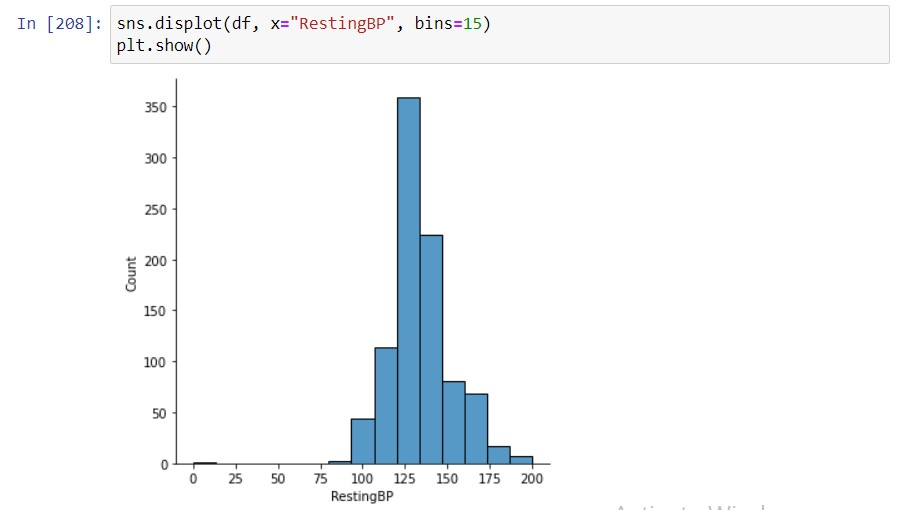 In [208]: sns.displot(df, x="RestingBP", bins=15)
plt.show()
350
300
250
200
150
100
50
0
Count
0 25 50 75 100 125 150 175 200
RestingBP